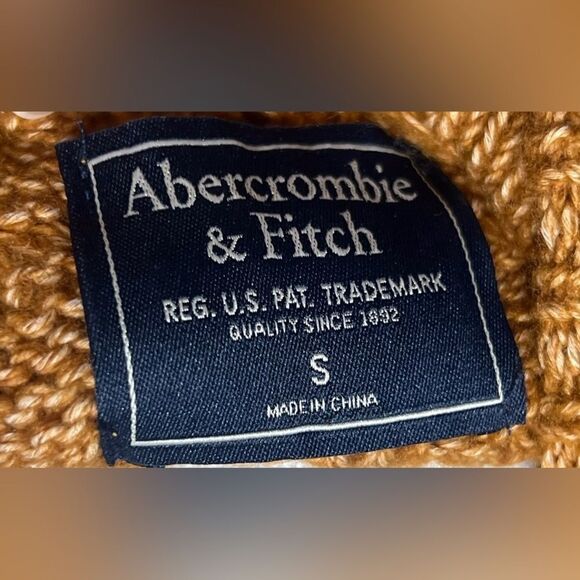 Abercrombie
& Fitch
REG. U.S. PAT. TRADEMARK
QUALITY SINCE 1892
S
MADE IN CHINA